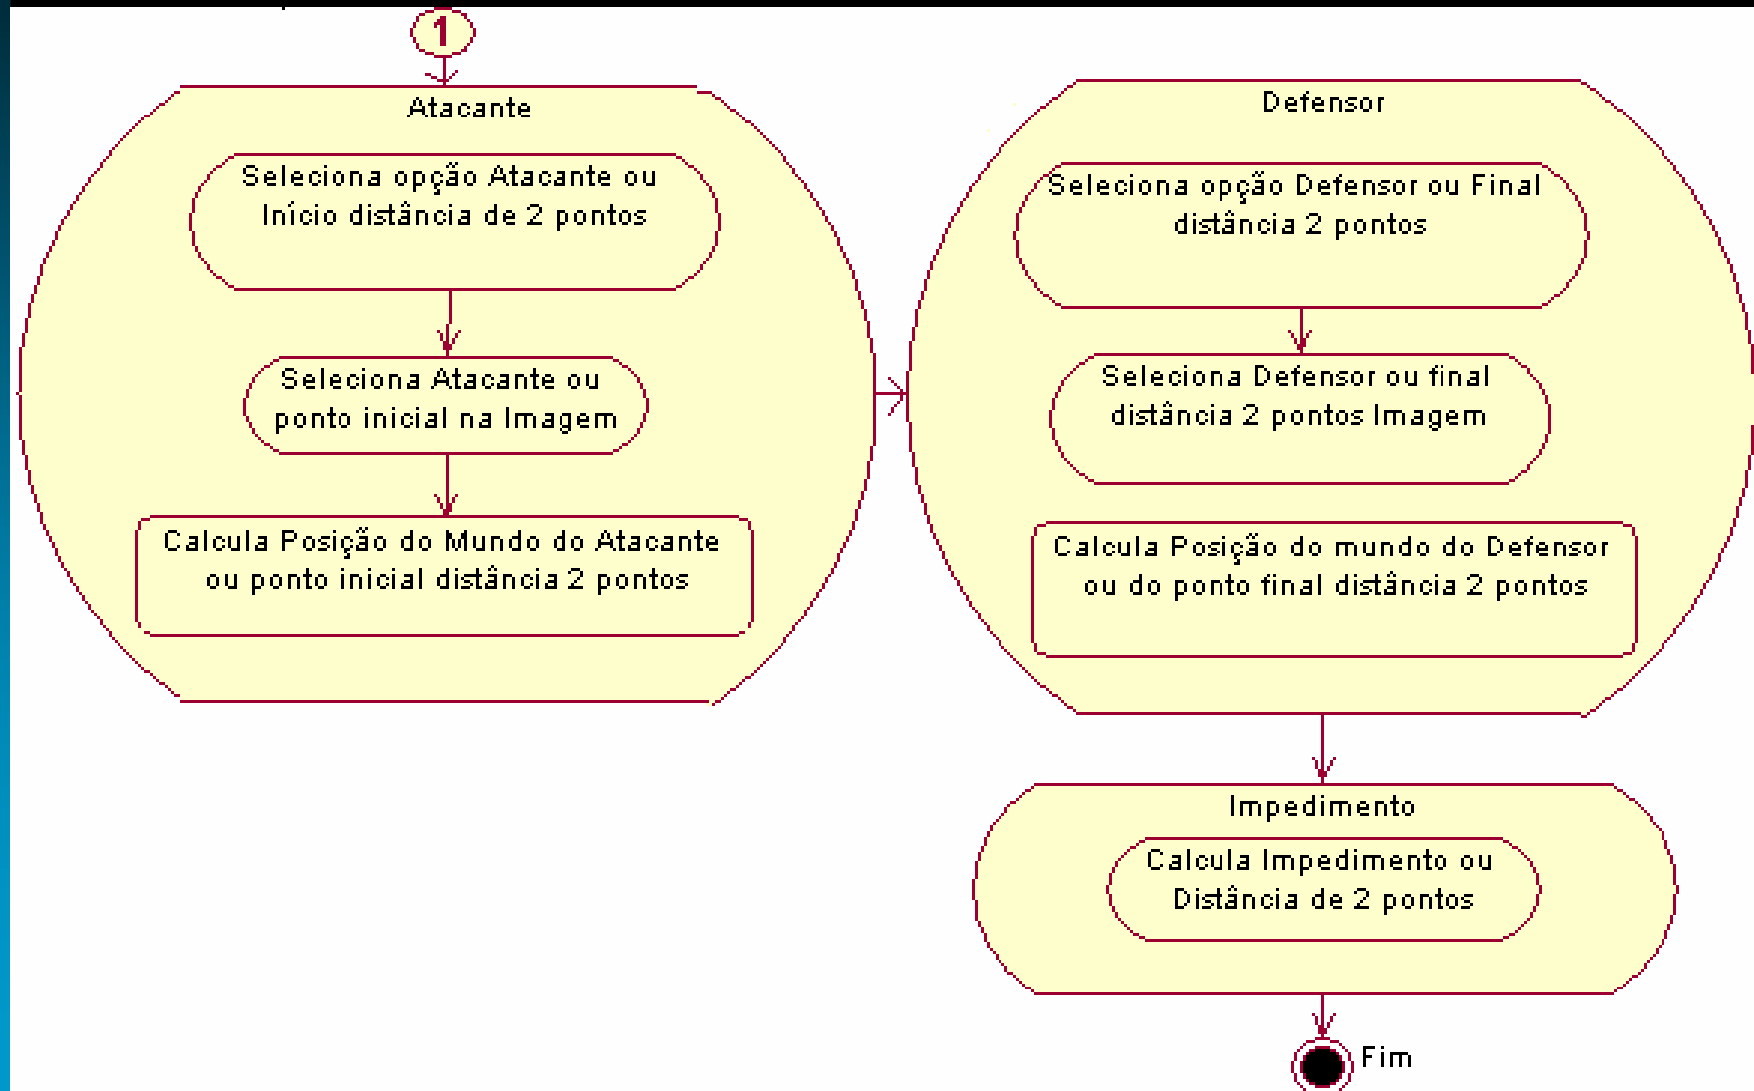 1
Atacante
Seleciona opção Atacante ou
Início distância de 2 pontos
Seleciona Atacante ou
ponto inicial na Imagem
Calcula Posição do Mundo do Atacante
ou ponto inicial distância 2 pontos
Defensor
Seleciona opção Defensor ou Final
distância 2 pontos
Seleciona Defensor ou final
distância 2 pontos Imagem
Calcula Posição do mundo do Defensor
ou do ponto final distância 2 pontos
Impedimento
Calcula Impedimento ou
Distância de 2 pontos
Fim